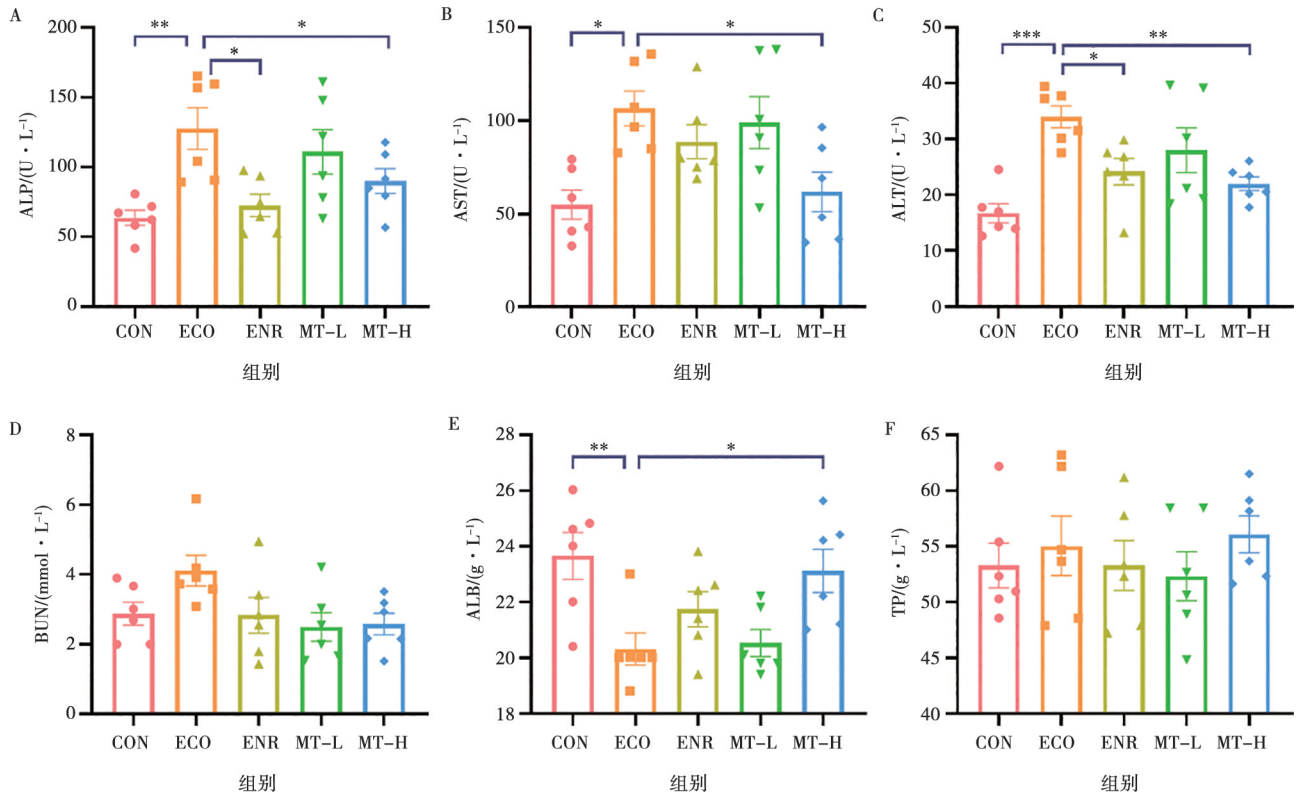 A
ALP/(U · L⁻¹)
200
150
100
50
0
**
*
*
CON ECO ENR MT-L MT-H
组别
B
AST/(U · L⁻¹)
150
100
50
0
*
*
CON ECO ENR MT-L MT-H
组别
C
ALT/(U · L⁻¹)
50
40
30
20
10
0
***
**
*
CON ECO ENR MT-L MT-H
组别
D
BUN/(mmol · L⁻¹)
8
6
4
2
0
CON ECO ENR MT-L MT-H
组别
E
ALB/(g · L⁻¹)
28
26
24
22
20
18
**
*
CON ECO ENR MT-L MT-H
组别
F
TP/(g · L⁻¹)
65
60
55
50
45
40
CON ECO ENR MT-L MT-H
组别